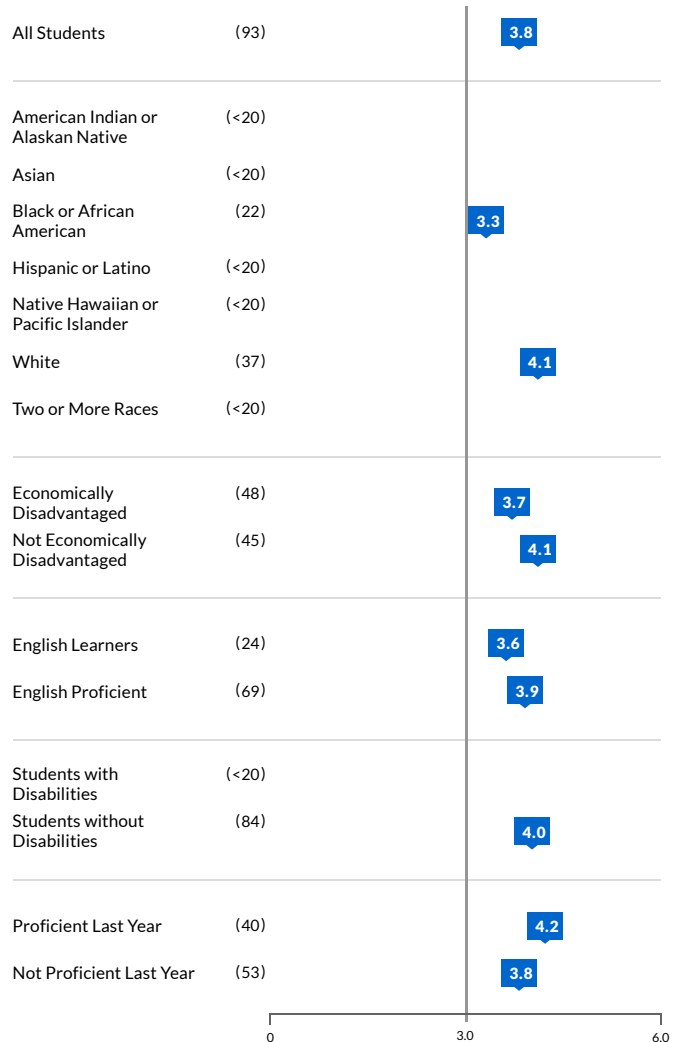 All Students (93) 3.8
American Indian or (<20)
Alaskan Native
Asian (<20)
Black or African (22) 3.3
American
Hispanic or Latino (<20)
Native Hawaiian or (<20)
Pacific Islander
White (37) 4.1
Two or More Races (<20)
Economically (48) 3.7
Disadvantaged
Not Economically (45) 4.1
Disadvantaged
English Learners (24) 3.6
English Proficient (69) 3.9
Students with (<20)
Disabilities
Students without (84) 4.0
Disabilities
Proficient Last Year (40) 4.2
Not Proficient Last Year (53) 3.8
0 3.0 6.0